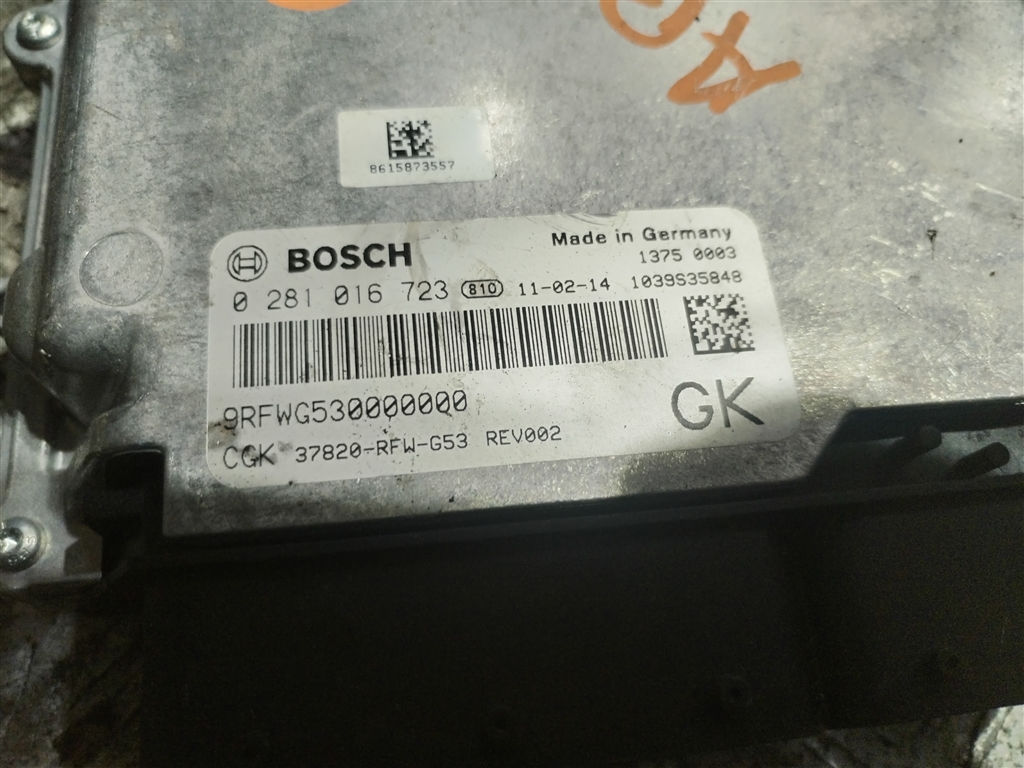 8615873557
BOSCH
Made in Germany
1375 0003
0 281 016 723 810 11-02-14 1039S35848
9RFWG530000000
GK
CGK 37820-RFW-G53 REV002